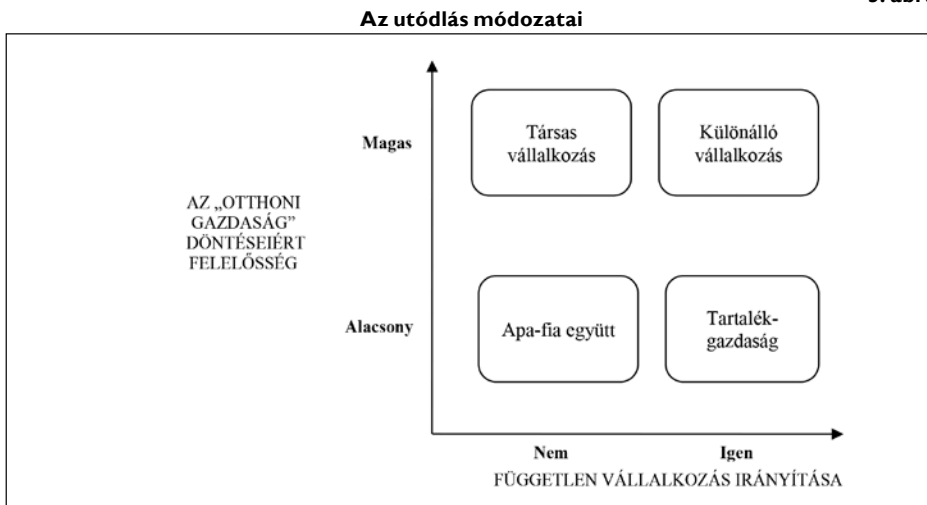 Az utódlás módozatai
Magas
Társas
vállalkozás
Különálló
vállalkozás
AZ „OTTHONI
GAZDASÁG”
DÖNTÉSEIÉRT
FELELŐSSÉG
Alacsony
Apa-fia együtt
Tartalék-
gazdaság
Nem
Igen
FÜGGETLEN VÁLLALKOZÁS IRÁNYÍTÁSA